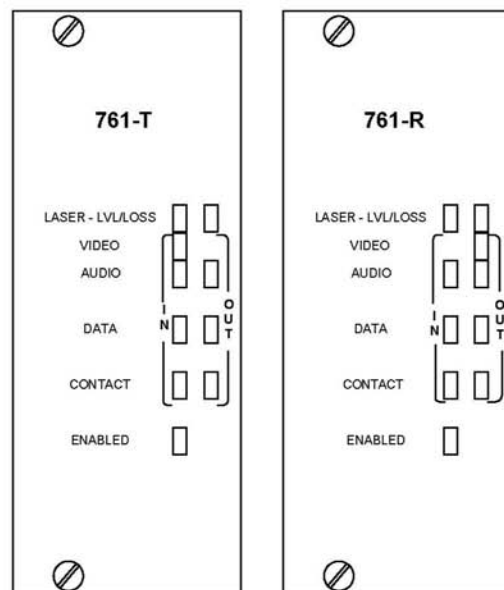 761-T
LASER - LVL/LOSS
VIDEO
AUDIO
DATA
CONTACT
ENABLED
IN
OUT
761-R
LASER - LVL/LOSS
VIDEO
AUDIO
DATA
CONTACT
ENABLED
IN
OUT